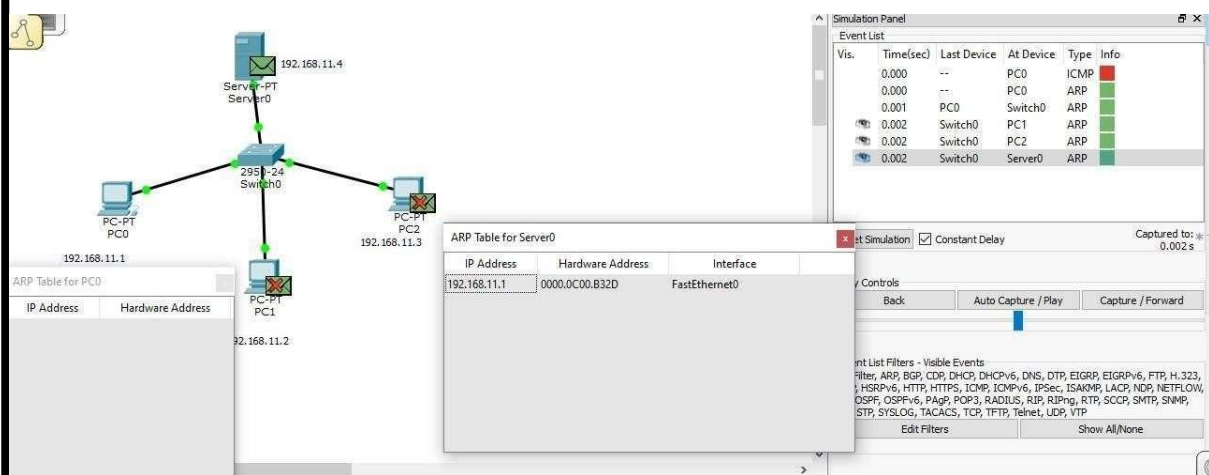 192.168.11.4
Server-PT
Server0
2950-24
Switch0
PC-PT
PC0
192.168.11.1
PC-PT
PC2
192.168.11.3
PC-PT
PC1
92.168.11.2
ARP Table for PC0
IP Address Hardware Address
ARP Table for Server0
x
IP Address Hardware Address Interface
192.168.11.1 0000.0C00.B32D FastEthernet0
Simulation Panel
Event List
Vis. Time(sec) Last Device At Device Type Info
0.000 -- PC0 ICMP
0.000 -- PC0 ARP
0.001 PC0 Switch0 ARP
0.002 Switch0 PC1 ARP
0.002 Switch0 PC2 ARP
0.002 Switch0 Server0 ARP
et Simulation Constant Delay Captured to:
0.002 s
y Controls
Back Auto Capture / Play Capture / Forward
nt List Filters - Visible Events
Filter, ARP, BGP, CDP, DHCP, DHCPv6, DNS, DTP, EIGRP, EIGRPv6, FTP, H.323,
, HSRPv6, HTTP, HTTPS, ICMP, ICMPv6, IPSec, ISAKMP, LACP, NDP, NETFLOW,
OSPF, OSPFv6, PAgP, POP3, RADIUS, RIP, RIPng, RTP, SCCP, SMTP, SNMP,
STP, SYSLOG, TACACS, TCP, TFTP, Telnet, UDP, VTP
Edit Filters Show All/None